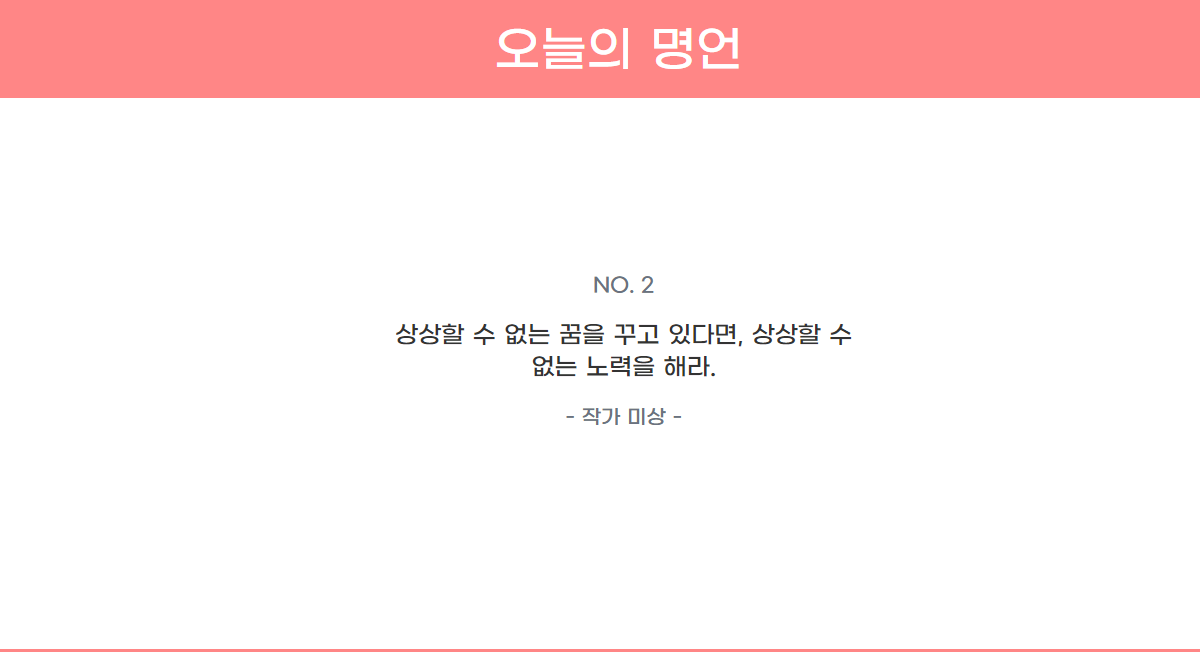 오늘의 명언
NO. 2
상상할 수 없는 꿈을 꾸고 있다면, 상상할 수
없는 노력을 해라.
- 작가 미상 -